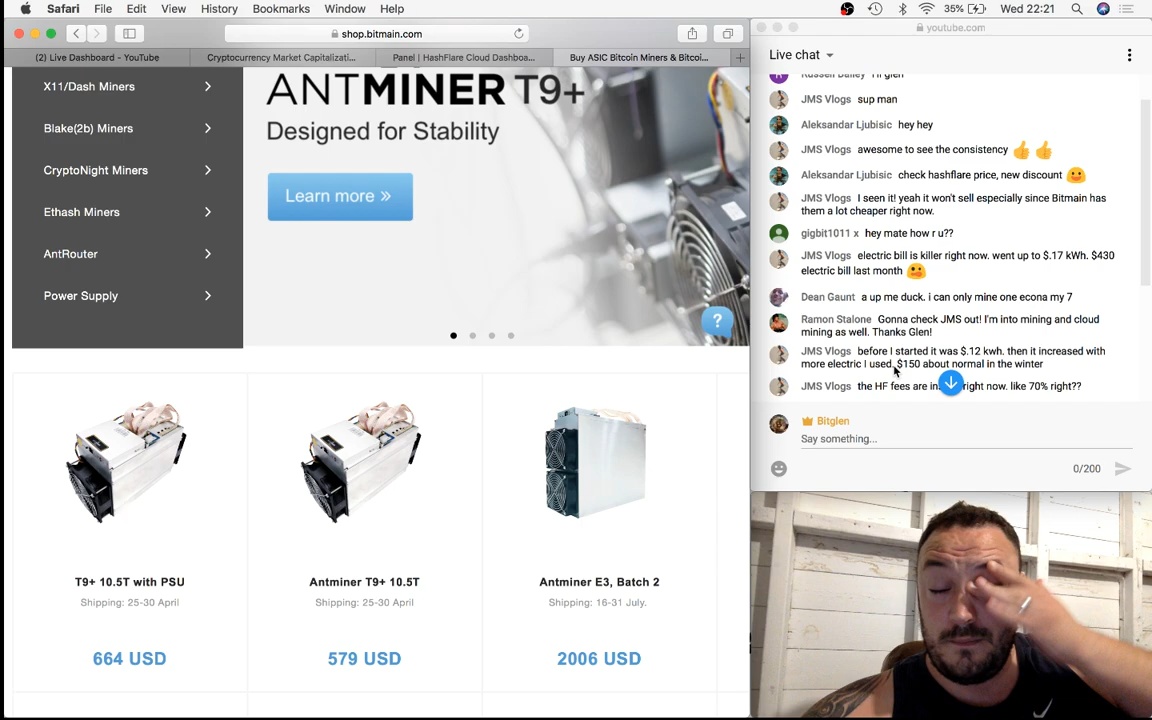 Safari File Edit View History Bookmarks Window Help
35% Wed 22:21
shop.bitmain.com
(2) Live Dashboard - YouTube
Cryptocurrency Market Capitalizati...
Panel | HashFlare Cloud Dashboa...
Buy ASIC Bitcoin Miners & Bitcoi...
X11/Dash Miners
Blake(2b) Miners
CryptoNight Miners
Ethash Miners
AntRouter
Power Supply
ANTMINER T9+
Designed for Stability
Learn more »
?
T9+ 10.5T with PSU
Shipping: 25-30 April
664 USD
Antminer T9+ 10.5T
Shipping: 25-30 April
579 USD
Antminer E3, Batch 2
Shipping: 16-31 July.
2006 USD
youtube.com
Live chat
JMS Vlogs sup man
Aleksandar Ljubisic hey hey
JMS Vlogs awesome to see the consistency 👍 👍
Aleksandar Ljubisic check hashflare price, new discount
JMS Vlogs I seen it! yeah it won't sell especially since Bitmain has
them a lot cheaper right now.
gigbit1011 x hey mate how r u??
JMS Vlogs electric bill is killer right now. went up to $.17 kWh. $430
electric bill last month
Dean Gaunt a up me duck. i can only mine one econa my 7
Ramon Stalone Gonna check JMS out! I'm into mining and cloud
mining as well. Thanks Glen!
JMS Vlogs before I started it was $.12 kwh. then it increased with
more electric I used. $150 about normal in the winter
JMS Vlogs the HF fees are right now. like 70% right??
Bitglen
Say something...
0/200